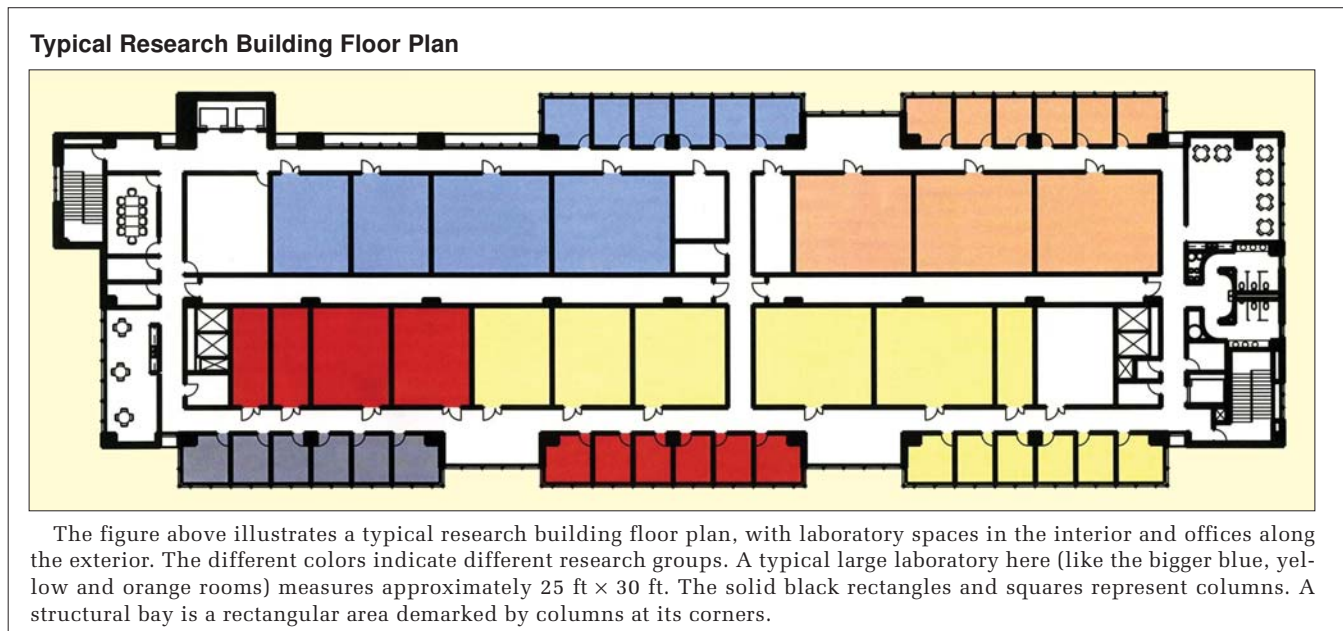 Typical Research Building Floor Plan
The figure above illustrates a typical research building floor plan, with laboratory spaces in the interior and offices along
the exterior. The different colors indicate different research groups. A typical large laboratory here (like the bigger blue, yel-
low and orange rooms) measures approximately 25 ft × 30 ft. The solid black rectangles and squares represent columns. A
structural bay is a rectangular area demarked by columns at its corners.